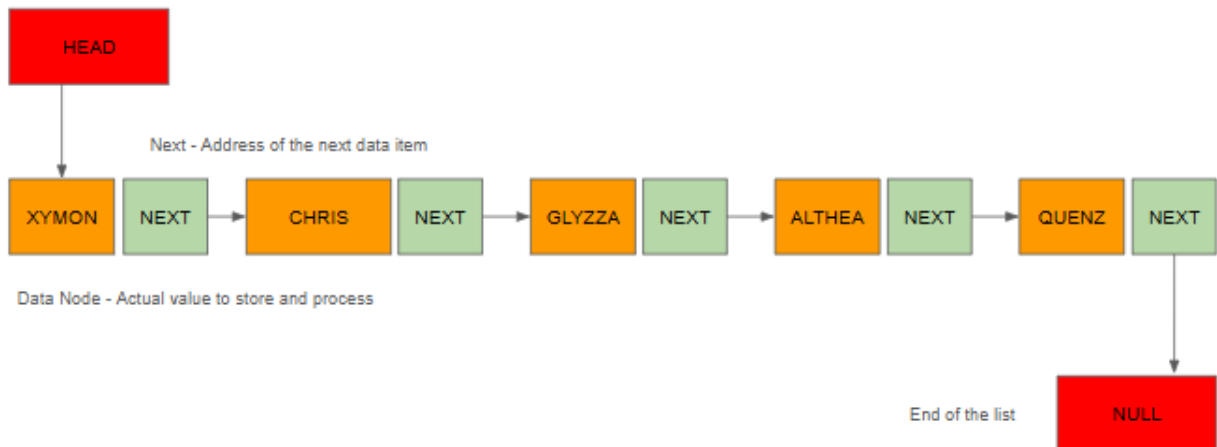 HEAD
Next - Address of the next data item
XYMON NEXT CHRIS NEXT GLYZZA NEXT ALTHEA NEXT QUENZ NEXT
Data Node - Actual value to store and process
End of the list NULL